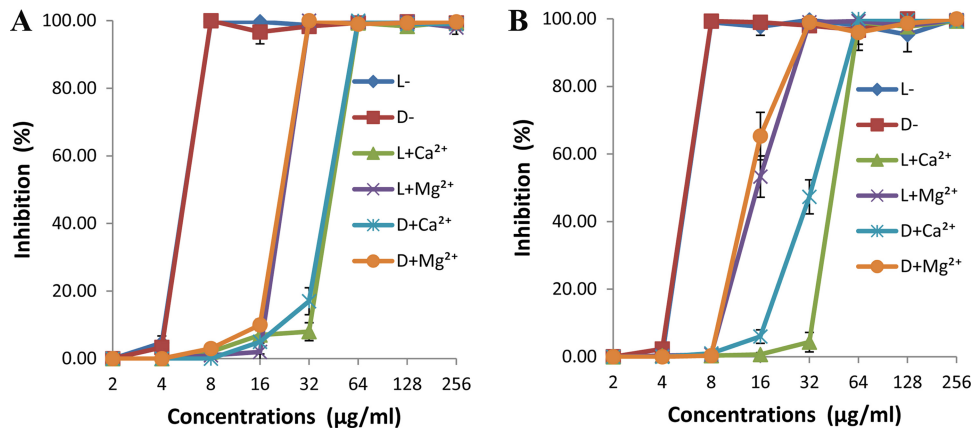 A
100.00
80.00
60.00
40.00
20.00
0.00
Inhibition (%)
L-
D-
L+Ca²⁺
L+Mg²⁺
D+Ca²⁺
D+Mg²⁺
2 4 8 16 32 64 128 256
Concentrations (µg/ml)
B
100.00
80.00
60.00
40.00
20.00
0.00
Inhibition (%)
L-
D-
L+Ca²⁺
L+Mg²⁺
D+Ca²⁺
D+Mg²⁺
2 4 8 16 32 64 128 256
Concentrations (µg/ml)